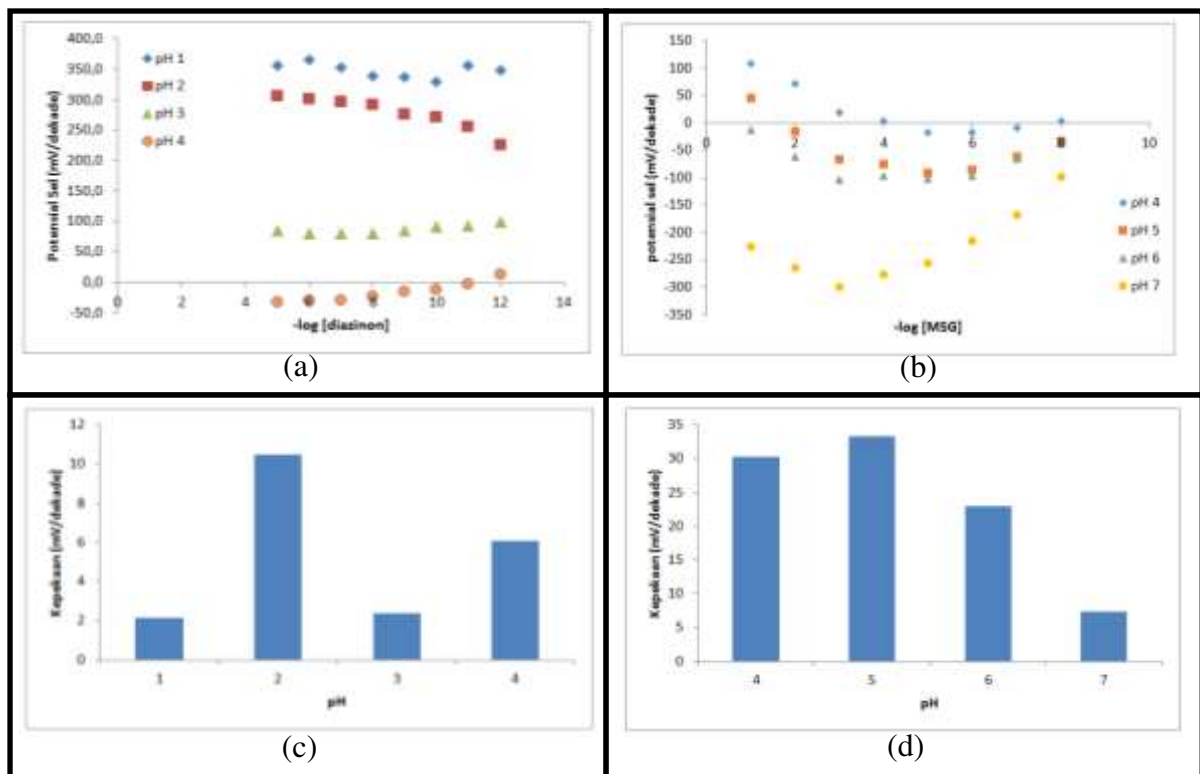 400,0
350,0
300,0
250,0
200,0
150,0
100,0
50,0
0,0
-50,0
Potensial Sel (mV/dekade)
pH 1
pH 2
pH 3
pH 4
0 2 4 6 8 10 12 14
-log [diazinon]
(a)
150
100
50
0
-50
-100
-150
-200
-250
-300
-350
potensial sel (mV/dekade)
0 2 4 6 8 10
pH 4
pH 5
pH 6
pH 7
-log [MSG]
(b)
12
10
8
6
4
2
0
Kepekaan (mV/dekade)
1 2 3 4
pH
(c)
35
30
25
20
15
10
5
0
Kepekaan (mV/dekade)
4 5 6 7
pH
(d)